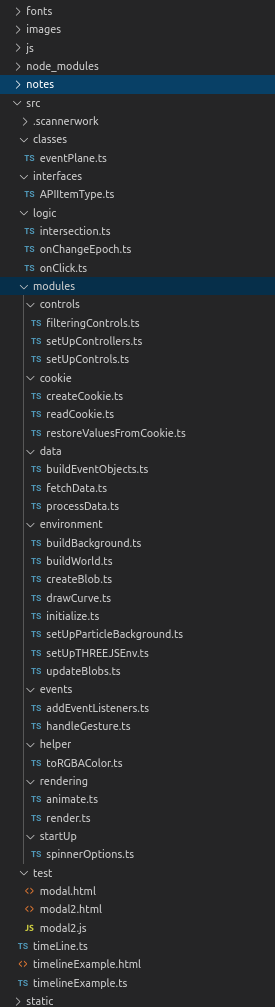 fonts
images
js
node_modules
notes
src
.scannerwork
classes
TS eventPlane.ts
interfaces
TS APIItemType.ts
logic
TS intersection.ts
TS onChangeEpoch.ts
TS onClick.ts
modules
controls
TS filteringControls.ts
TS setUpControllers.ts
TS setUpControls.ts
cookie
TS createCookie.ts
TS readCookie.ts
TS restoreValuesFromCookie.ts
data
TS buildEventObjects.ts
TS fetchData.ts
TS processData.ts
environment
TS buildBackground.ts
TS buildWorld.ts
TS createBlob.ts
TS drawCurve.ts
TS initialize.ts
TS setUpParticleBackground.ts
TS setUpTHREEJSEnv.ts
TS updateBlobs.ts
events
TS addEventListeners.ts
TS handleGesture.ts
helper
TS toRGBAColor.ts
rendering
TS animate.ts
TS render.ts
startUp
TS spinnerOptions.ts
test
<> modal.html
<> modal2.html
JS modal2.js
TS timeLine.ts
<> timelineExample.html
TS timelineExample.ts
static